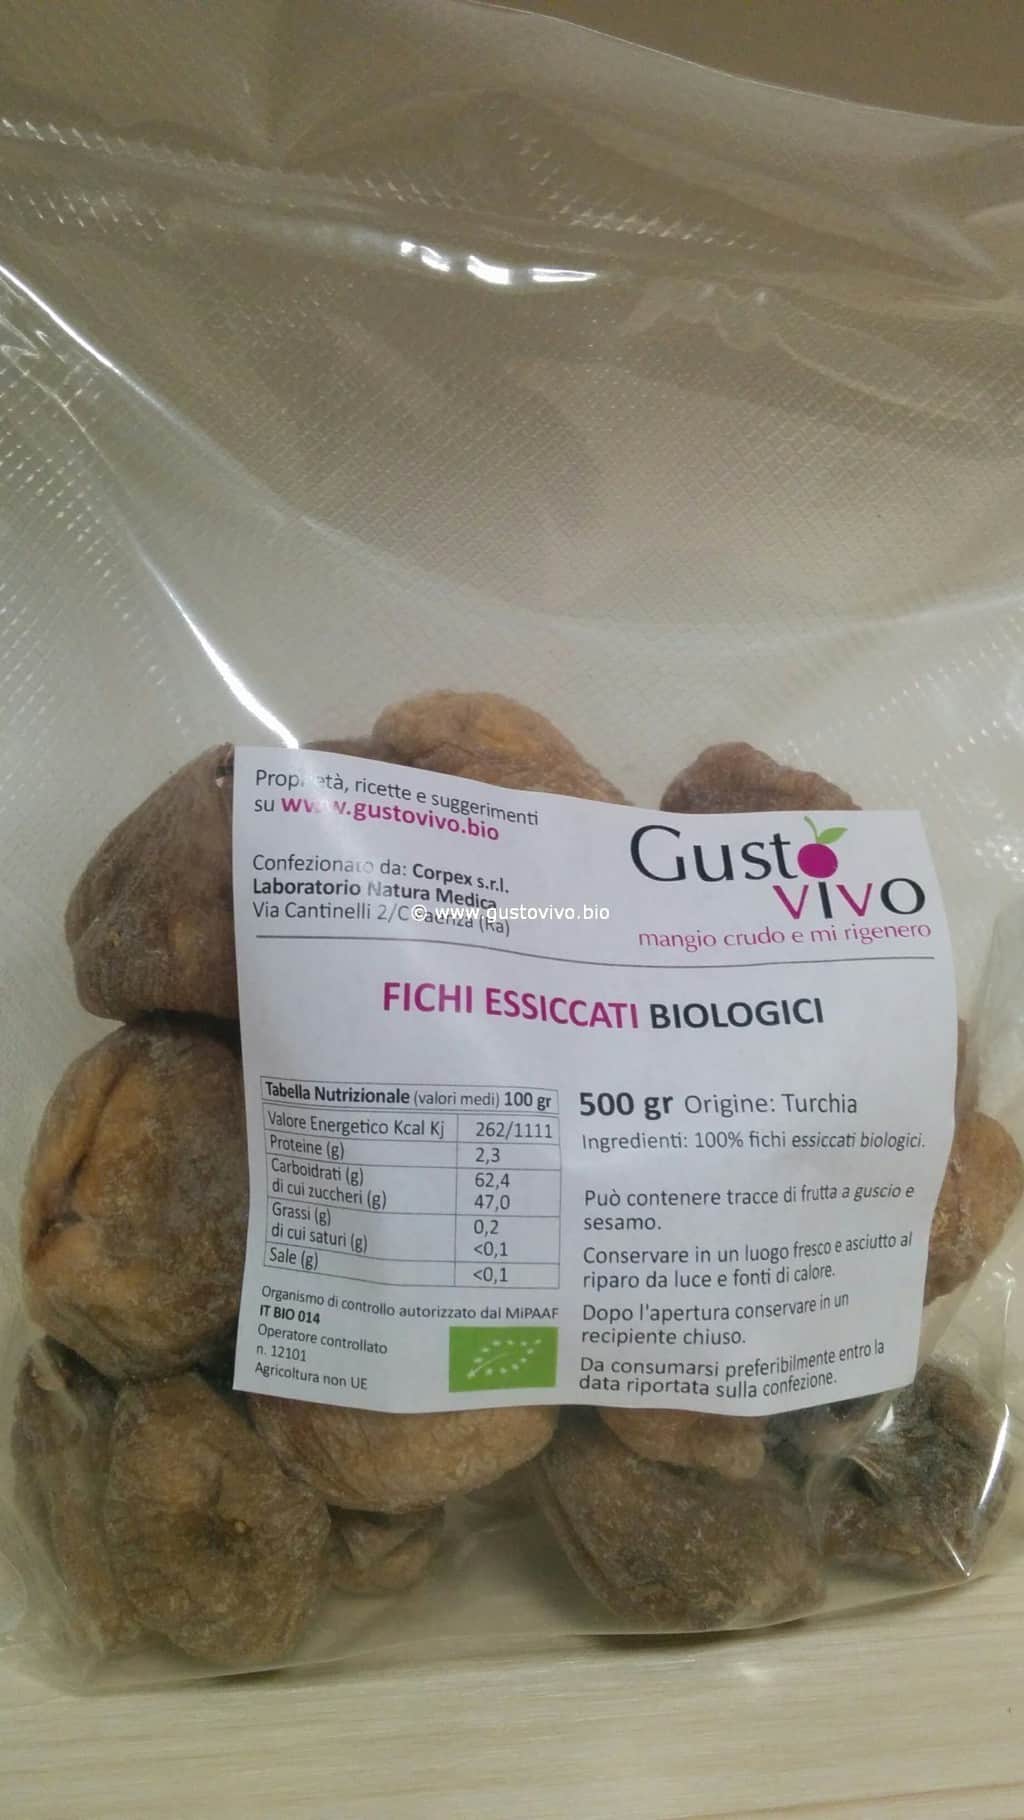 Proprietà, ricette e suggerimenti
su www.gustovivo.bio
Confezionato da: Corpex s.r.l.
Laboratorio Natura Medica
Via Cantinelli 2/C Faenza (Ra)
© www.gustovivo.bio
Gusto
vivo
mangio crudo e mi rigenero
FICHI ESSICCATI BIOLOGICI
Tabella Nutrizionale (valori medi) 100 gr
Valore Energetico Kcal Kj 262/1111
Proteine (g) 2,3
Carboidrati (g) 62,4
di cui zuccheri (g) 47,0
Grassi (g) 0,2
di cui saturi (g) <0,1
Sale (g) <0,1
Organismo di controllo autorizzato dal MiPAAF
IT BIO 014
Operatore controllato
n. 12101
Agricoltura non UE
500 gr Origine: Turchia
Ingredienti: 100% fichi essiccati biologici.
Può contenere tracce di frutta a guscio e
sesamo.
Conservare in un luogo fresco e asciutto al
riparo da luce e fonti di calore.
Dopo l'apertura conservare in un
recipiente chiuso.
Da consumarsi preferibilmente entro la
data riportata sulla confezione.